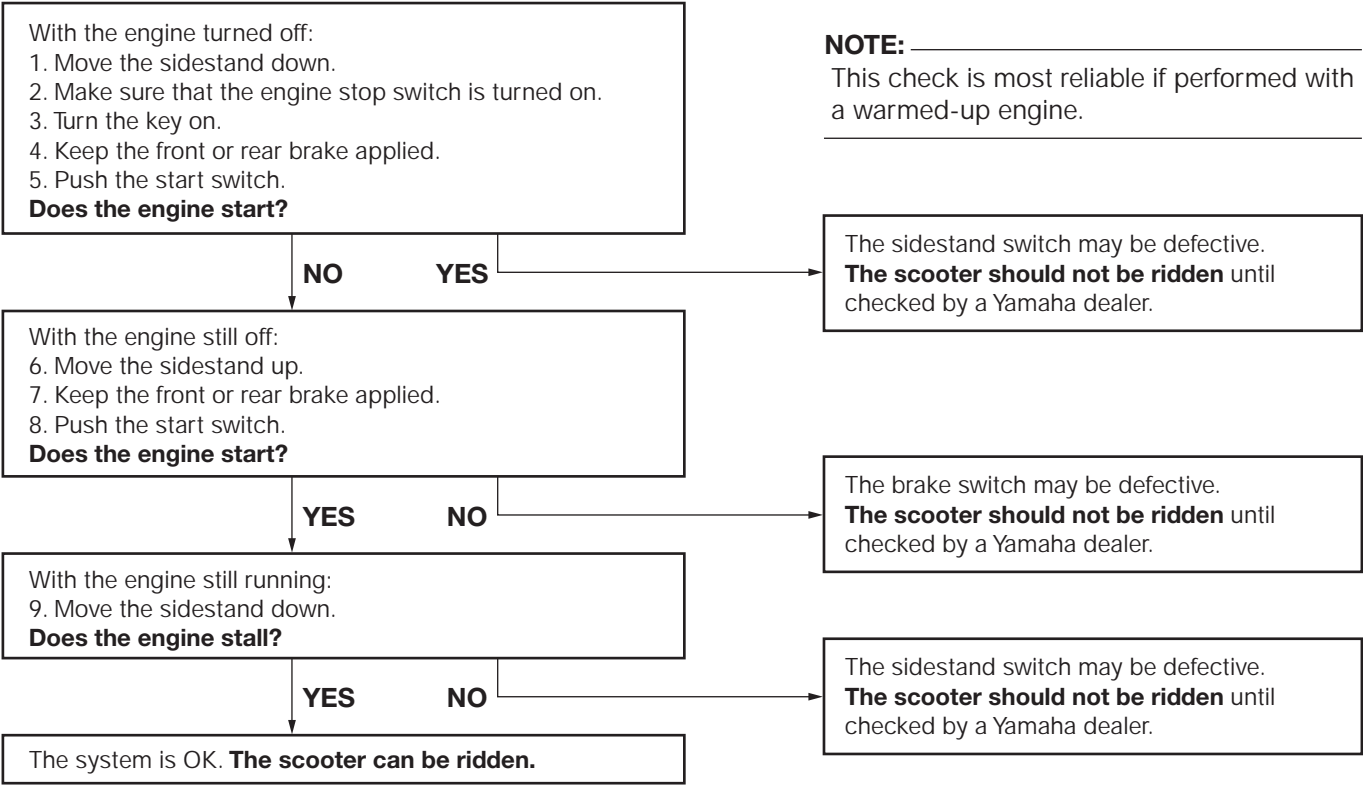 With the engine turned off:
1. Move the sidestand down.
2. Make sure that the engine stop switch is turned on.
3. Turn the key on.
4. Keep the front or rear brake applied.
5. Push the start switch.
Does the engine start?
NOTE:
This check is most reliable if performed with
a warmed-up engine.
NO YES
The sidestand switch may be defective.
The scooter should not be ridden until
checked by a Yamaha dealer.
With the engine still off:
6. Move the sidestand up.
7. Keep the front or rear brake applied.
8. Push the start switch.
Does the engine start?
YES NO
The brake switch may be defective.
The scooter should not be ridden until
checked by a Yamaha dealer.
With the engine still running:
9. Move the sidestand down.
Does the engine stall?
YES NO
The sidestand switch may be defective.
The scooter should not be ridden until
checked by a Yamaha dealer.
The system is OK. The scooter can be ridden.